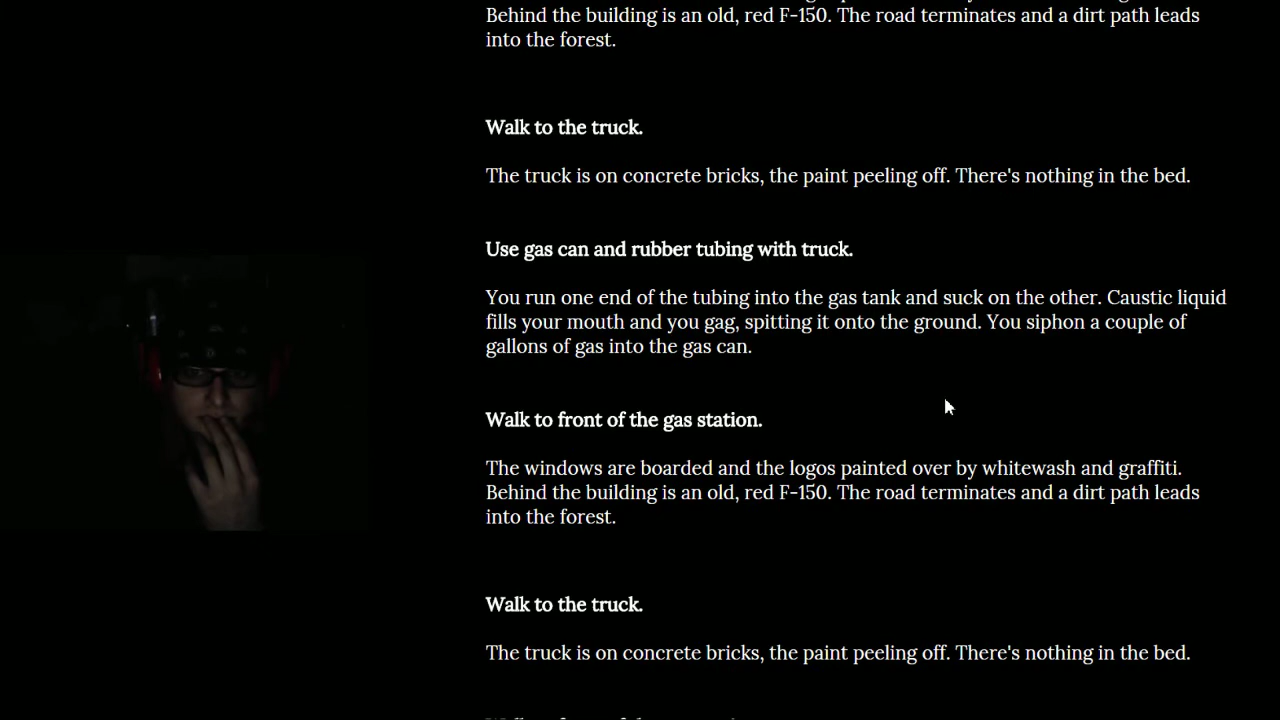 Behind the building is an old, red F-150. The road terminates and a dirt path leads
into the forest.
Walk to the truck.
The truck is on concrete bricks, the paint peeling off. There's nothing in the bed.
Use gas can and rubber tubing with truck.
You run one end of the tubing into the gas tank and suck on the other. Caustic liquid
fills your mouth and you gag, spitting it onto the ground. You siphon a couple of
gallons of gas into the gas can.
Walk to front of the gas station.
The windows are boarded and the logos painted over by whitewash and graffiti.
Behind the building is an old, red F-150. The road terminates and a dirt path leads
into the forest.
Walk to the truck.
The truck is on concrete bricks, the paint peeling off. There's nothing in the bed.